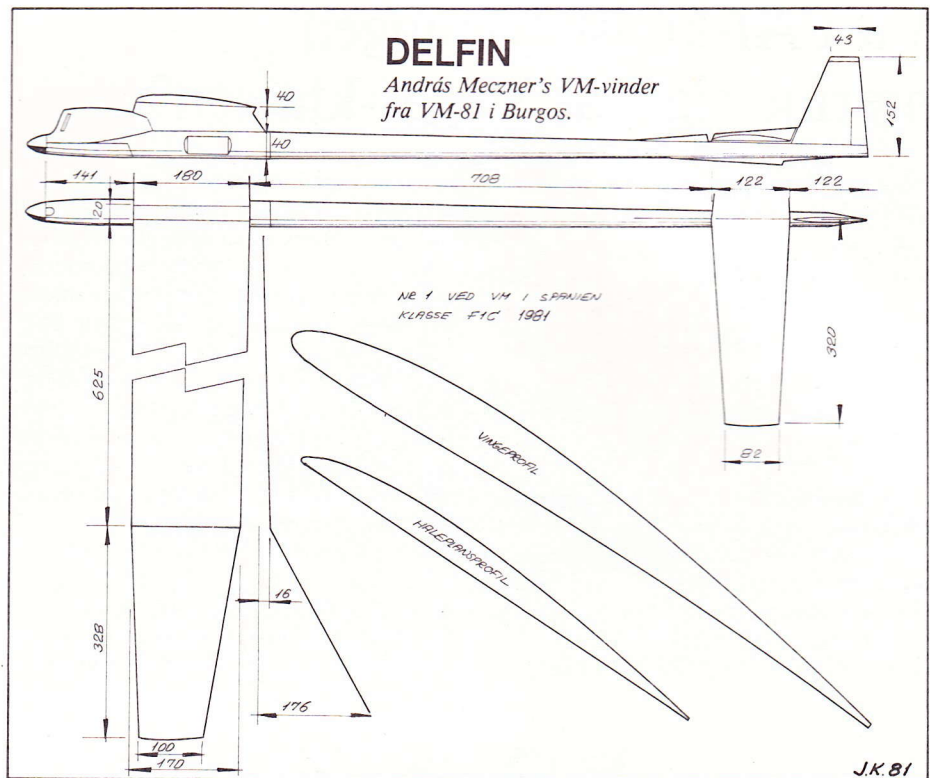 DELFIN
András Meczner's VM-vinder
fra VM-81 i Burgos.
43
40
40
152
141
180
708
122
122
20
NR 1 VED VM I SPANIEN
KLASSE F1C 1981
625
320
VINGEPROFIL
82
HALEPLANSPROFIL
16
328
176
100
170
J.K. 81